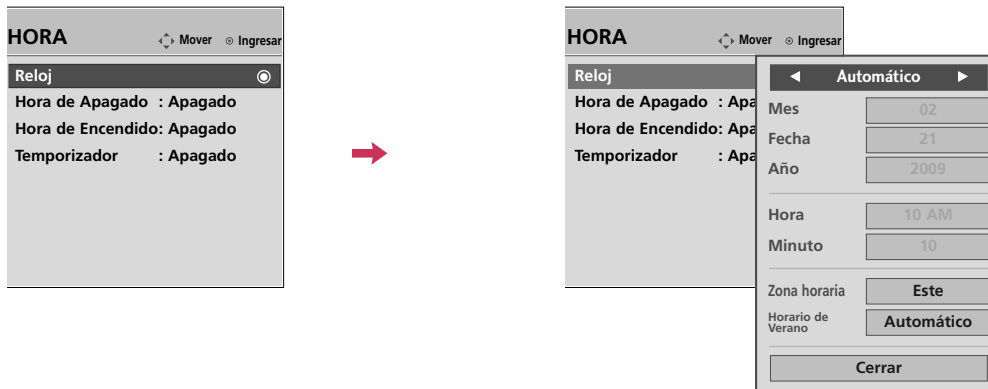 HORA Mover Ingresar
Reloj
Hora de Apagado : Apagado
Hora de Encendido: Apagado
Temporizador : Apagado
HORA Mover Ingresar
Reloj
Hora de Apagado : Apa
Hora de Encendido: Apa
Temporizador : Apa
Automático
Mes 02
Fecha 21
Año 2009
Hora 10 AM
Minuto 10
Zona horaria Este
Horario de
Verano Automático
Cerrar